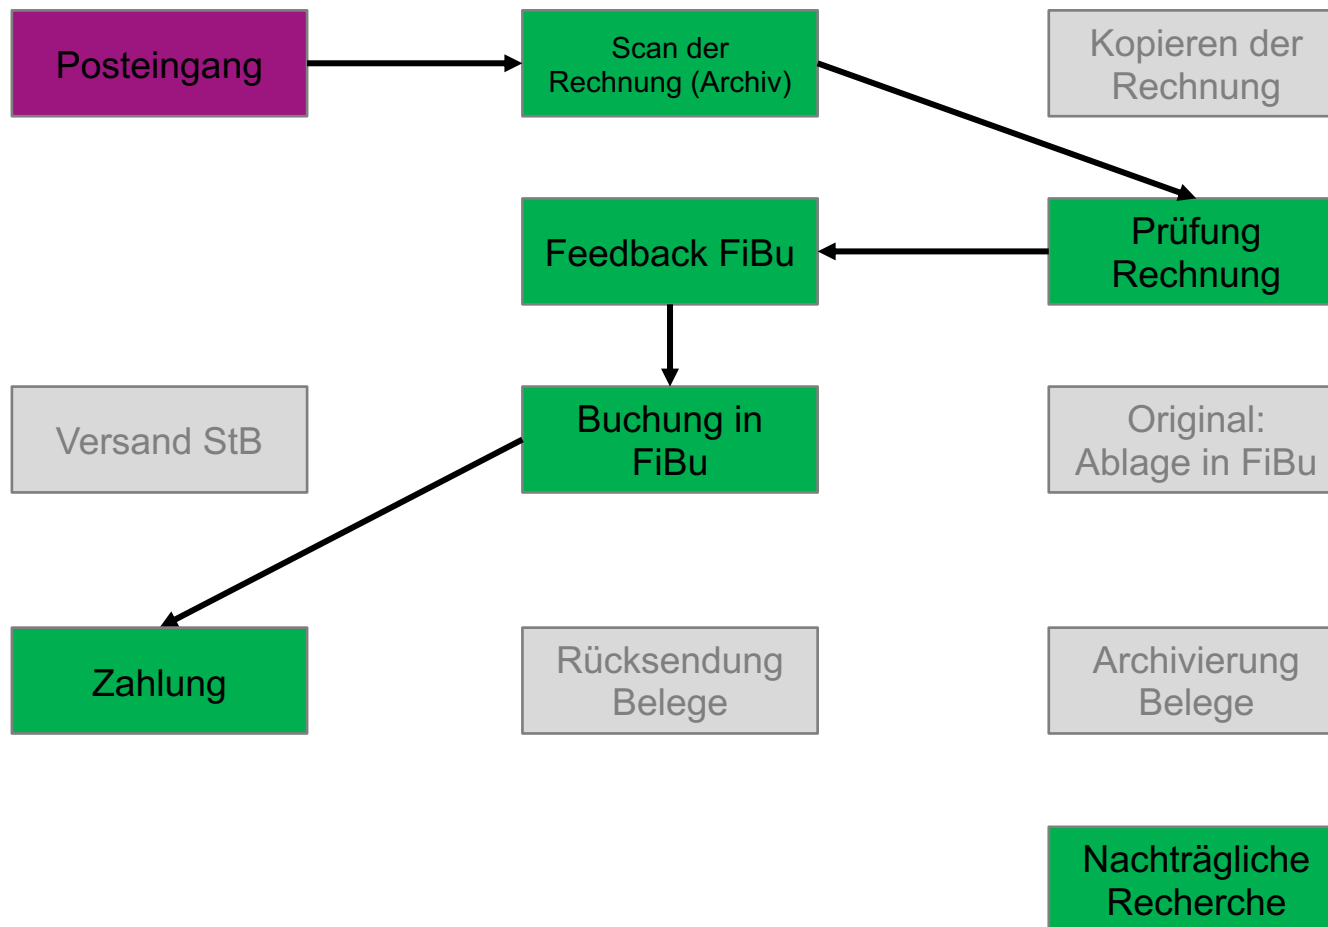 Posteingang
Scan der
Rechnung (Archiv)
Kopieren der
Rechnung
Feedback FiBu
Prüfung
Rechnung
Versand StB
Buchung in
FiBu
Original:
Ablage in FiBu
Zahlung
Rücksendung
Belege
Archivierung
Belege
Nachträgliche
Recherche